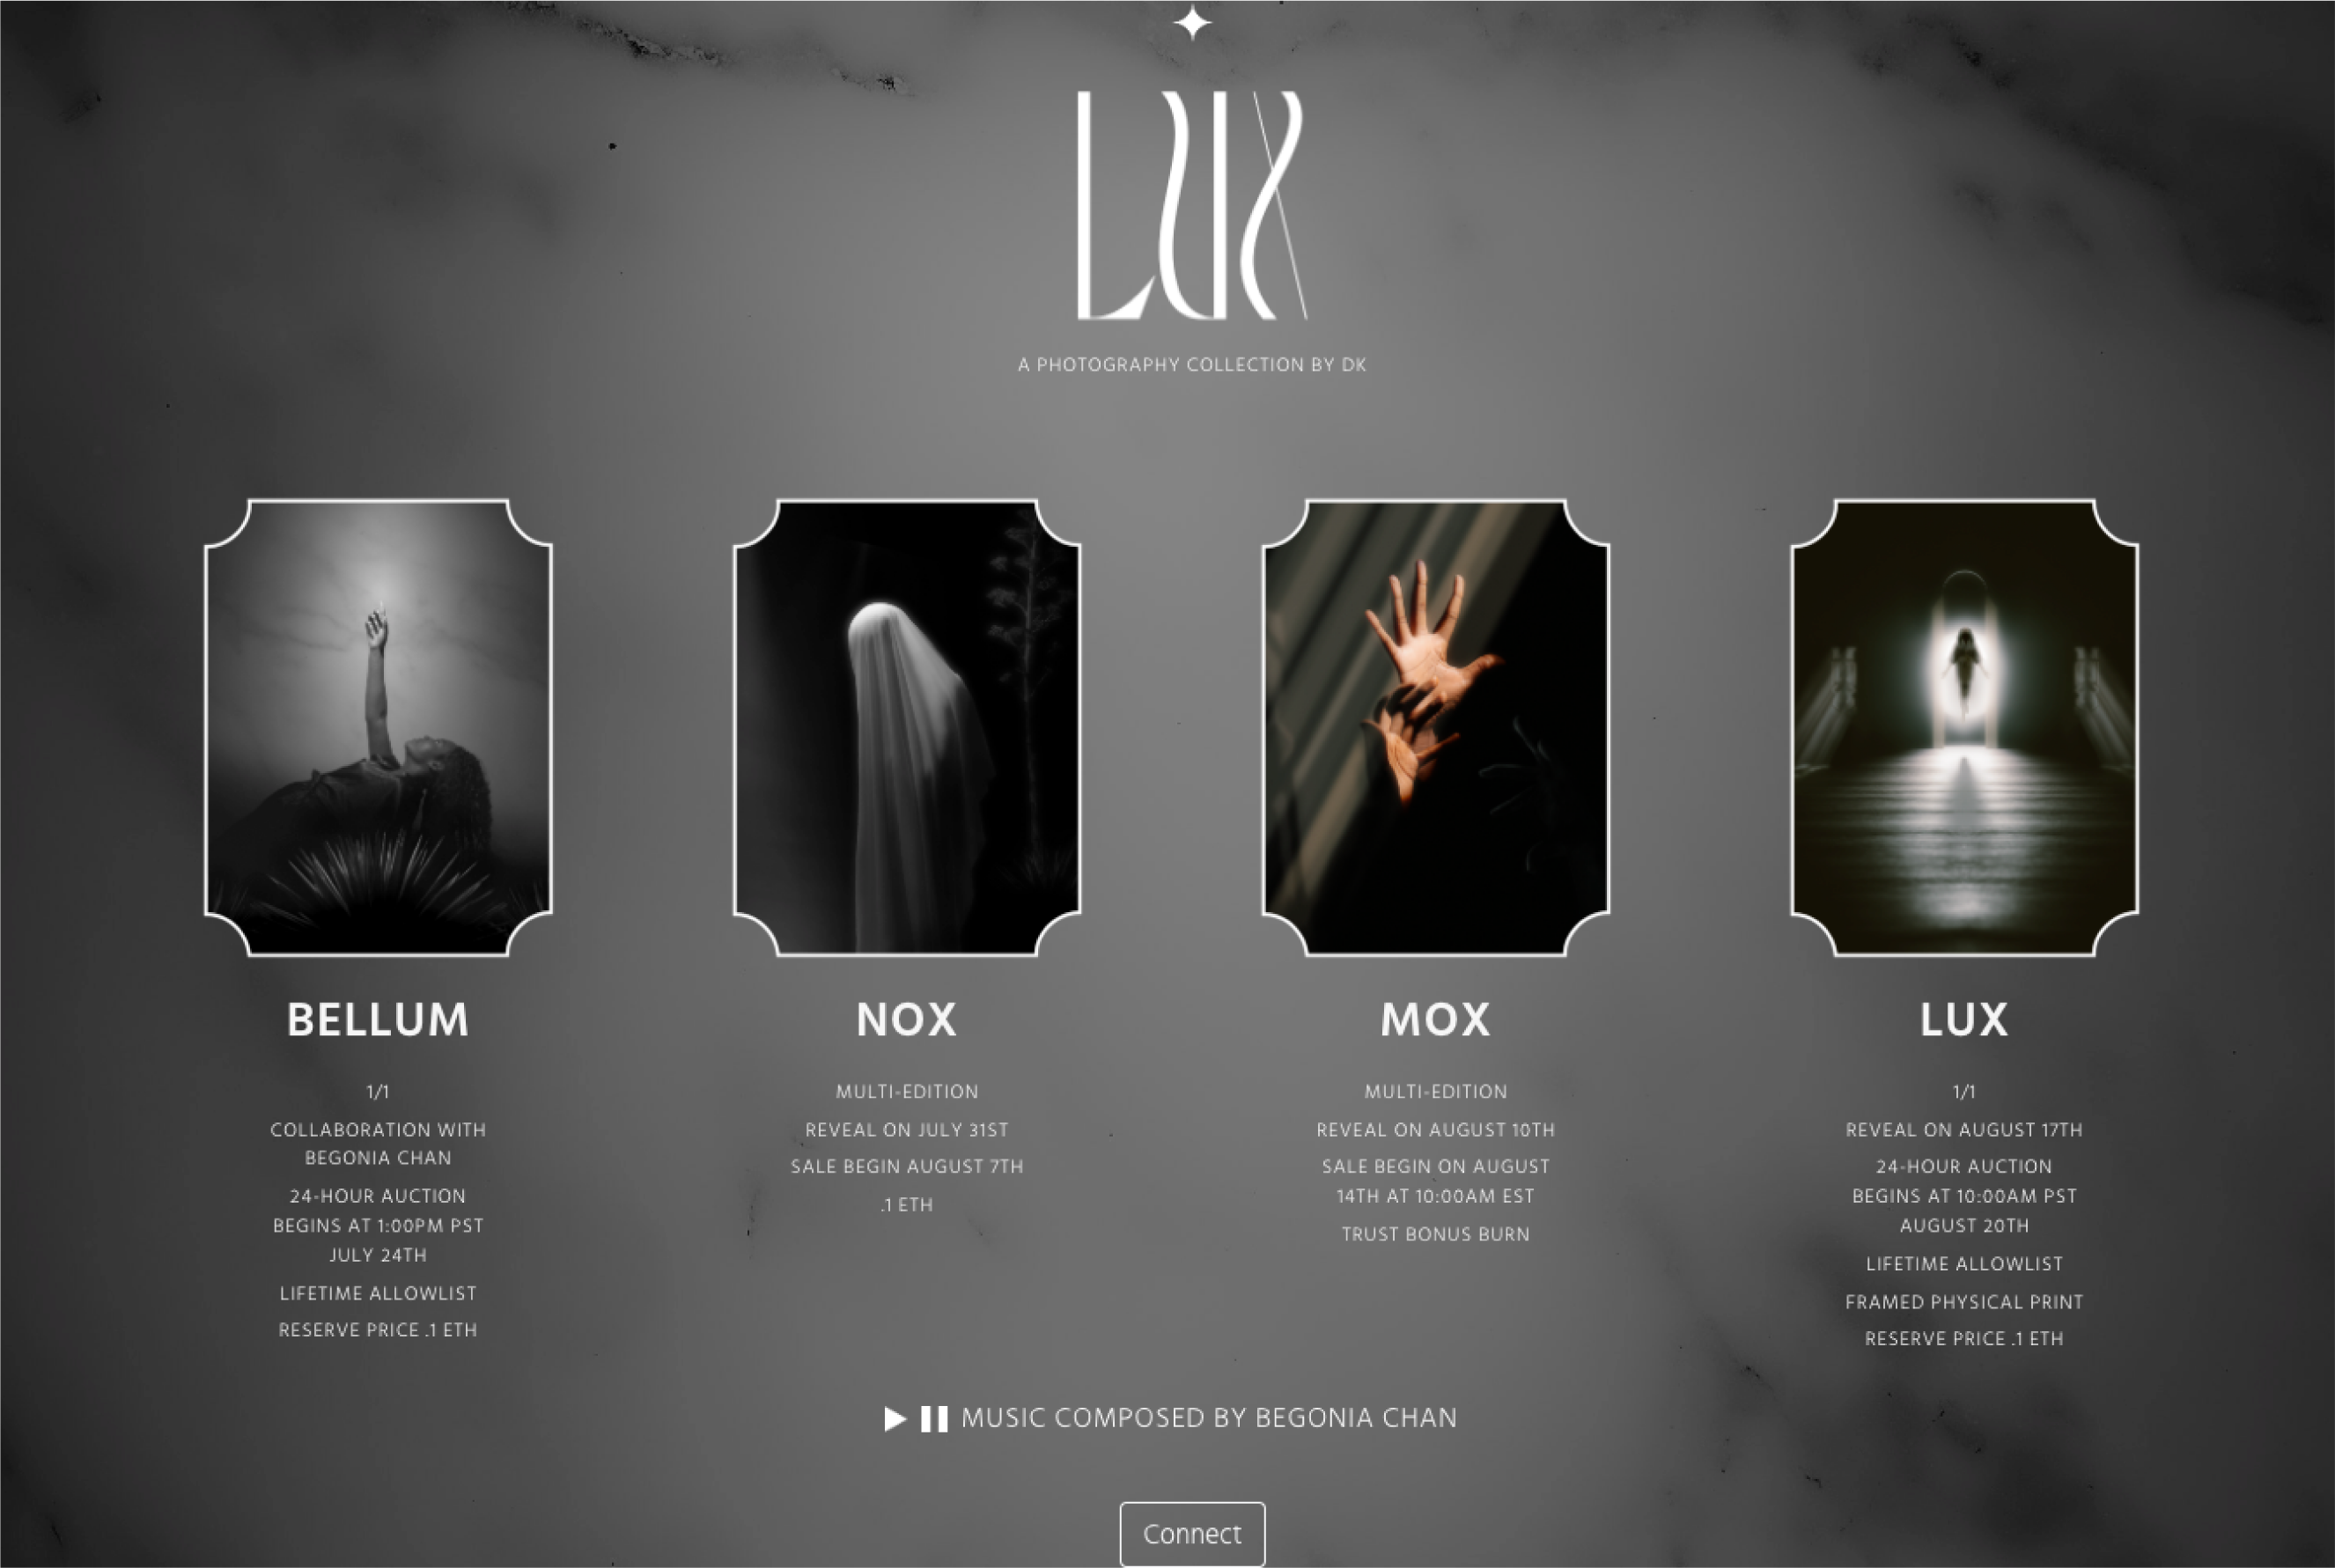 LUX
A PHOTOGRAPHY COLLECTION BY DK
BELLUM
1/1
COLLABORATION WITH
BEGONIA CHAN
24-HOUR AUCTION
BEGINS AT 1:00PM PST
JULY 24TH
LIFETIME ALLOWLIST
RESERVE PRICE .1 ETH
NOX
MULTI-EDITION
REVEAL ON JULY 31ST
SALE BEGIN AUGUST 7TH
.1 ETH
MOX
MULTI-EDITION
REVEAL ON AUGUST 10TH
SALE BEGIN ON AUGUST
14TH AT 10:00AM EST
TRUST BONUS BURN
LUX
1/1
REVEAL ON AUGUST 17TH
24-HOUR AUCTION
BEGINS AT 10:00AM PST
AUGUST 20TH
LIFETIME ALLOWLIST
FRAMED PHYSICAL PRINT
RESERVE PRICE .1 ETH
MUSIC COMPOSED BY BEGONIA CHAN
Connect